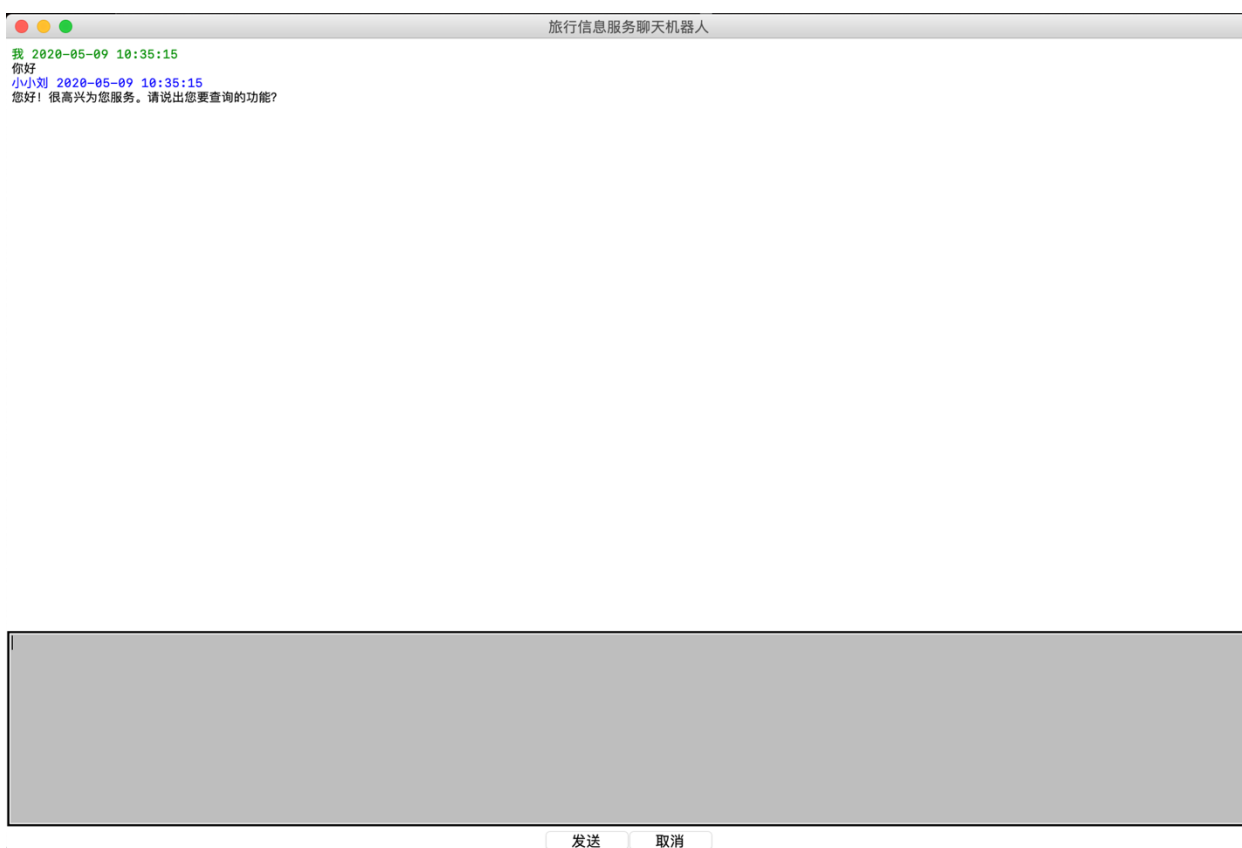 旅行信息服务聊天机器人
我 2020-05-09 10:35:15
你好
小小刘 2020-05-09 10:35:15
您好！很高兴为您服务。请说出您要查询的功能?
发送 取消